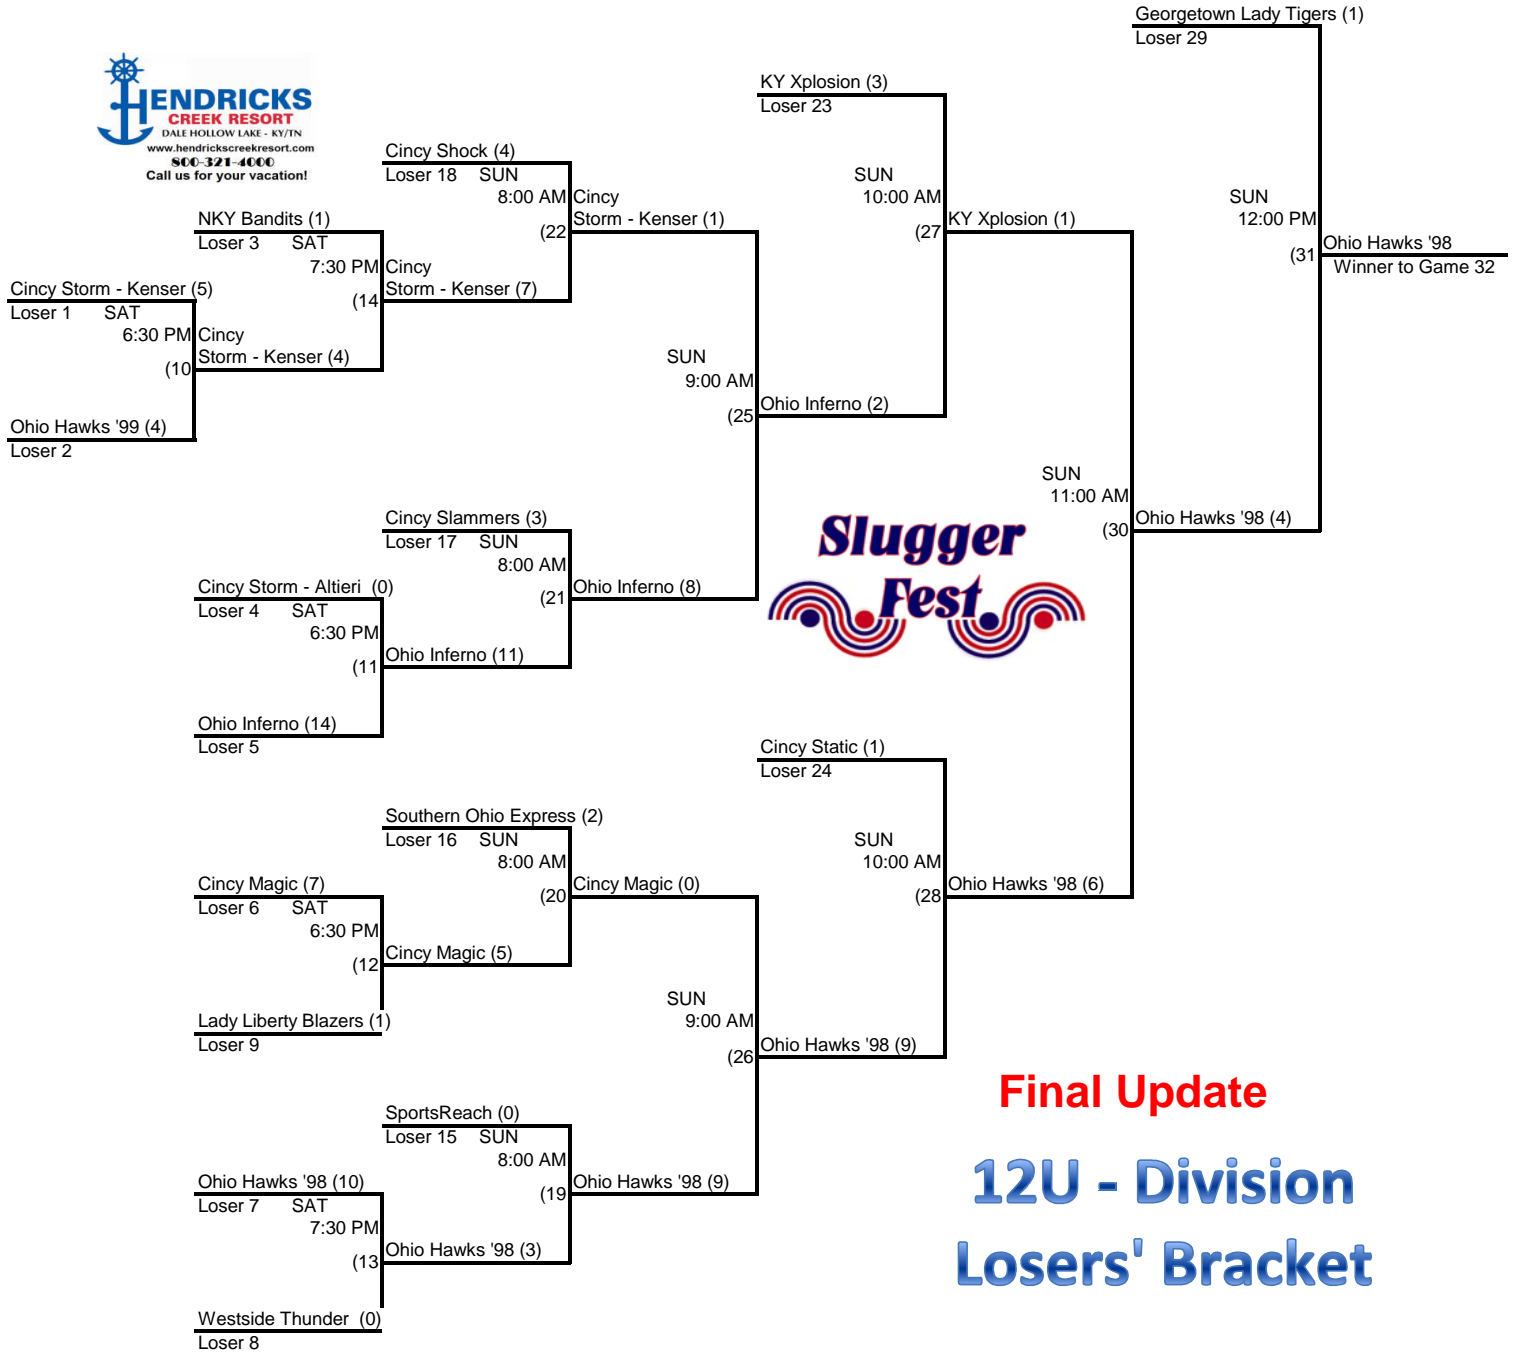 Georgetown Lady Tigers (1)
Loser 29
HENDRICKS
CREEK RESORT
DALE HOLLOW LAKE - KY/TN
www.hendrickscreekresort.com
800-321-4000
Call us for your vacation!
KY Xplosion (3)
Loser 23
Cincy Shock (4)
Loser 18 SUN
8:00 AM
(22
Cincy
Storm - Kenser (1)
SUN
10:00 AM
(27
KY Xplosion (1)
SUN
12:00 PM
(31
Ohio Hawks '98
Winner to Game 32
NKY Bandits (1)
Loser 3 SAT
7:30 PM
(14
Cincy
Storm - Kenser (7)
Cincy Storm - Kenser (5)
Loser 1 SAT
6:30 PM
(10
Cincy
Storm - Kenser (4)
Ohio Hawks '99 (4)
Loser 2
SUN
9:00 AM
(25
Ohio Inferno (2)
SUN
11:00 AM
(30
Ohio Hawks '98 (4)
Cincy Slammers (3)
Loser 17 SUN
8:00 AM
(21
Ohio Inferno (8)
Slugger
Fest
Cincy Storm - Altieri (0)
Loser 4 SAT
6:30 PM
(11
Ohio Inferno (11)
Ohio Inferno (14)
Loser 5
Cincy Static (1)
Loser 24
Southern Ohio Express (2)
Loser 16 SUN
8:00 AM
(20
Cincy Magic (0)
SUN
10:00 AM
(28
Ohio Hawks '98 (6)
Cincy Magic (7)
Loser 6 SAT
6:30 PM
(12
Cincy Magic (5)
Lady Liberty Blazers (1)
Loser 9
SUN
9:00 AM
(26
Ohio Hawks '98 (9)
SportsReach (0)
Loser 15 SUN
8:00 AM
(19
Ohio Hawks '98 (9)
Ohio Hawks '98 (10)
Loser 7 SAT
7:30 PM
(13
Ohio Hawks '98 (3)
Westside Thunder (0)
Loser 8
Final Update
12U - Division
Losers' Bracket